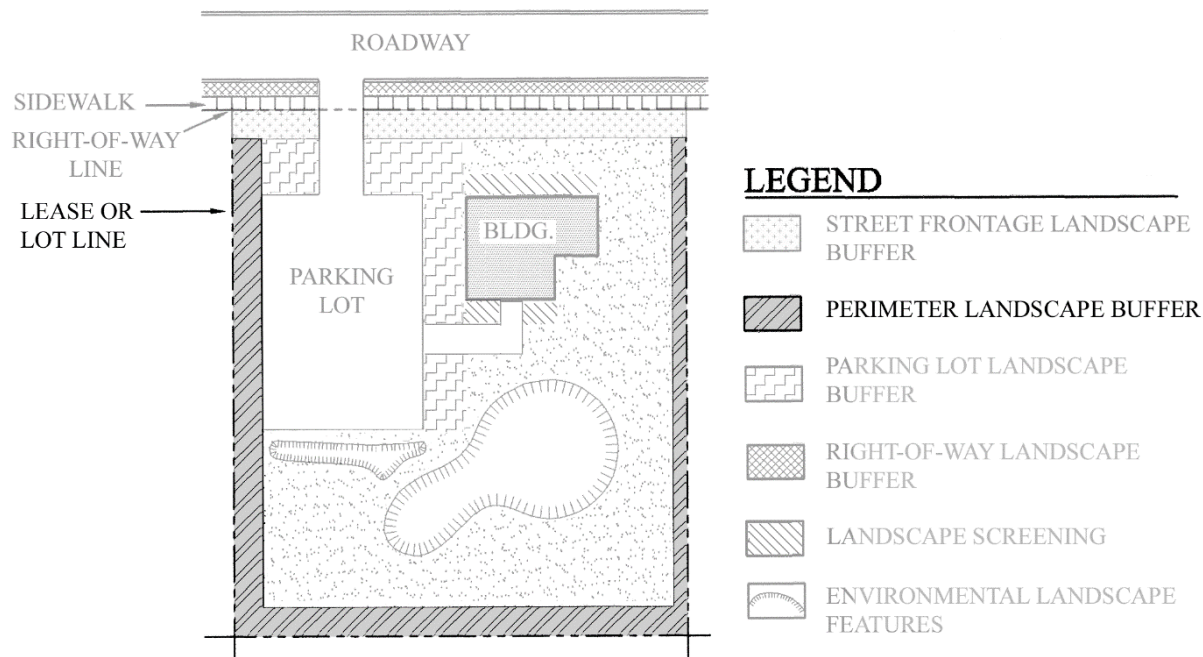 ROADWAY
SIDEWALK
RIGHT-OF-WAY
LINE
LEASE OR
LOT LINE
BLDG.
PARKING
LOT
LEGEND
STREET FRONTAGE LANDSCAPE
BUFFER
PERIMETER LANDSCAPE BUFFER
PARKING LOT LANDSCAPE
BUFFER
RIGHT-OF-WAY LANDSCAPE
BUFFER
LANDSCAPE SCREENING
ENVIRONMENTAL LANDSCAPE
FEATURES